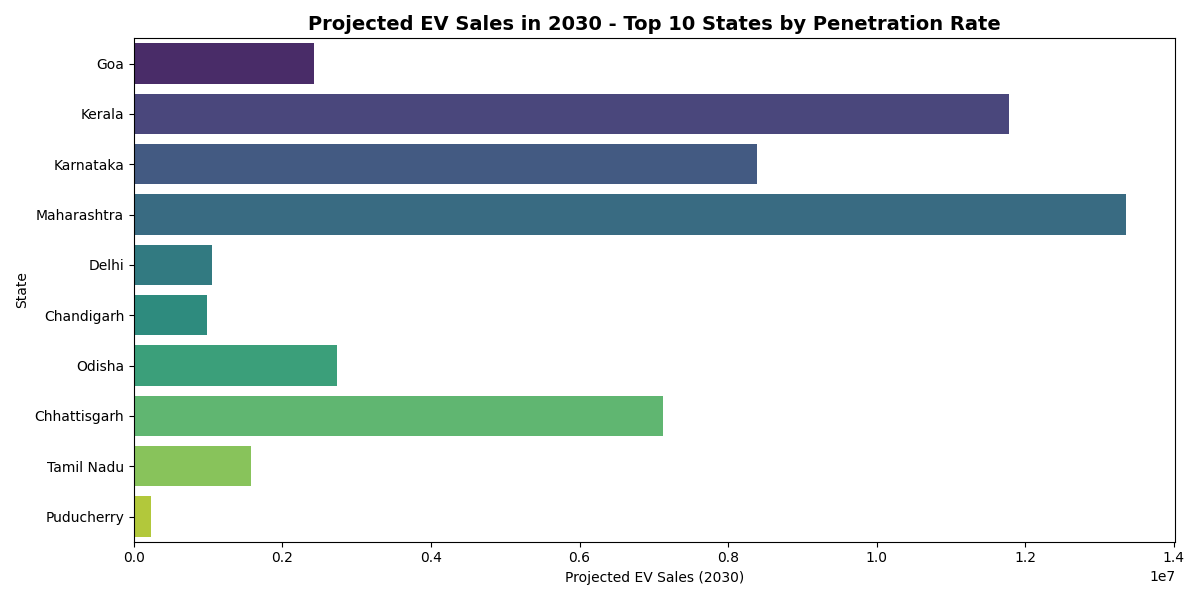 Projected EV Sales in 2030 - Top 10 States by Penetration Rate
State
Goa
Kerala
Karnataka
Maharashtra
Delhi
Chandigarh
Odisha
Chhattisgarh
Tamil Nadu
Puducherry
0.0 0.2 0.4 0.6 0.8 1.0 1.2 1.4
1e7
Projected EV Sales (2030)